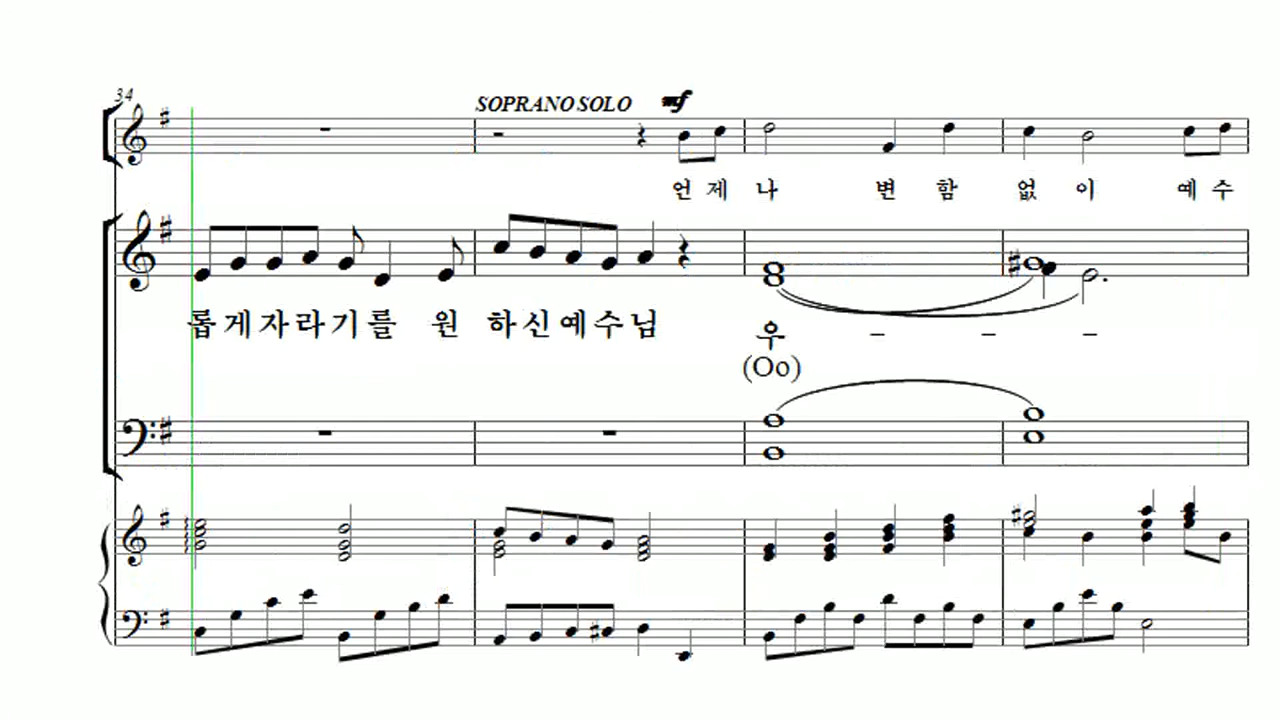 34
SOPRANO SOLO mf
언 제 나 변 함 없 이 예 수
롭게자라기를 원 하신예수님 우 - - -
(Oo)